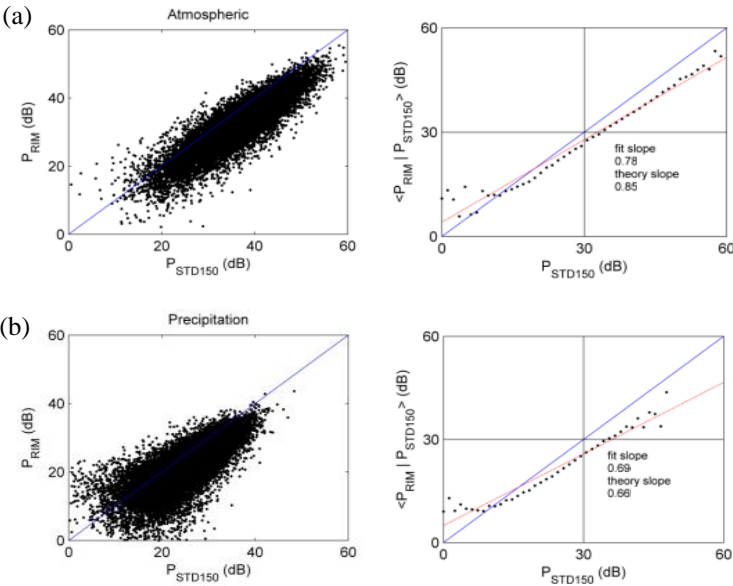 (a)
Atmospheric
60
40
20
0
P_RIM (dB)
0 20 40 60
P_STD150 (dB)
60
30
0
<P_RIM | P_STD150> (dB)
fit slope
0.78
theory slope
0.85
0 30 60
P_STD150 (dB)
(b)
Precipitation
60
40
20
0
P_RIM (dB)
0 20 40 60
P_STD150 (dB)
60
30
0
<P_RIM | P_STD150> (dB)
fit slope
0.69
theory slope
0.66
0 30 60
P_STD150 (dB)